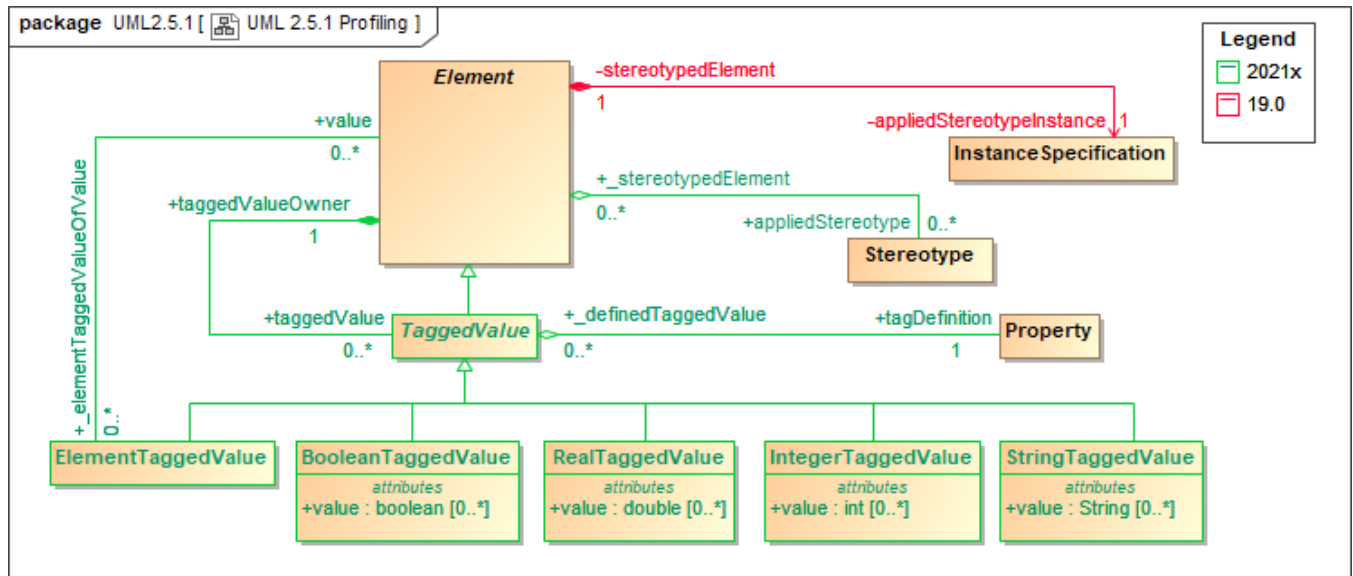 package UML2.5.1 [ UML 2.5.1 Profiling ]
Legend
2021x
19.0
Element
-stereotypedElement
1
-appliedStereotypeInstance 1
InstanceSpecification
+value
0..*
+_stereotypedElement
0..*
+appliedStereotype 0..*
Stereotype
+taggedValueOwner
1
+_elementTaggedValueOfValue
0..*
+taggedValue
0..*
TaggedValue
+_definedTaggedValue
0..*
+tagDefinition
1
Property
ElementTaggedValue
BooleanTaggedValue
attributes
+value : boolean [0..*]
RealTaggedValue
attributes
+value : double [0..*]
IntegerTaggedValue
attributes
+value : int [0..*]
StringTaggedValue
attributes
+value : String [0..*]